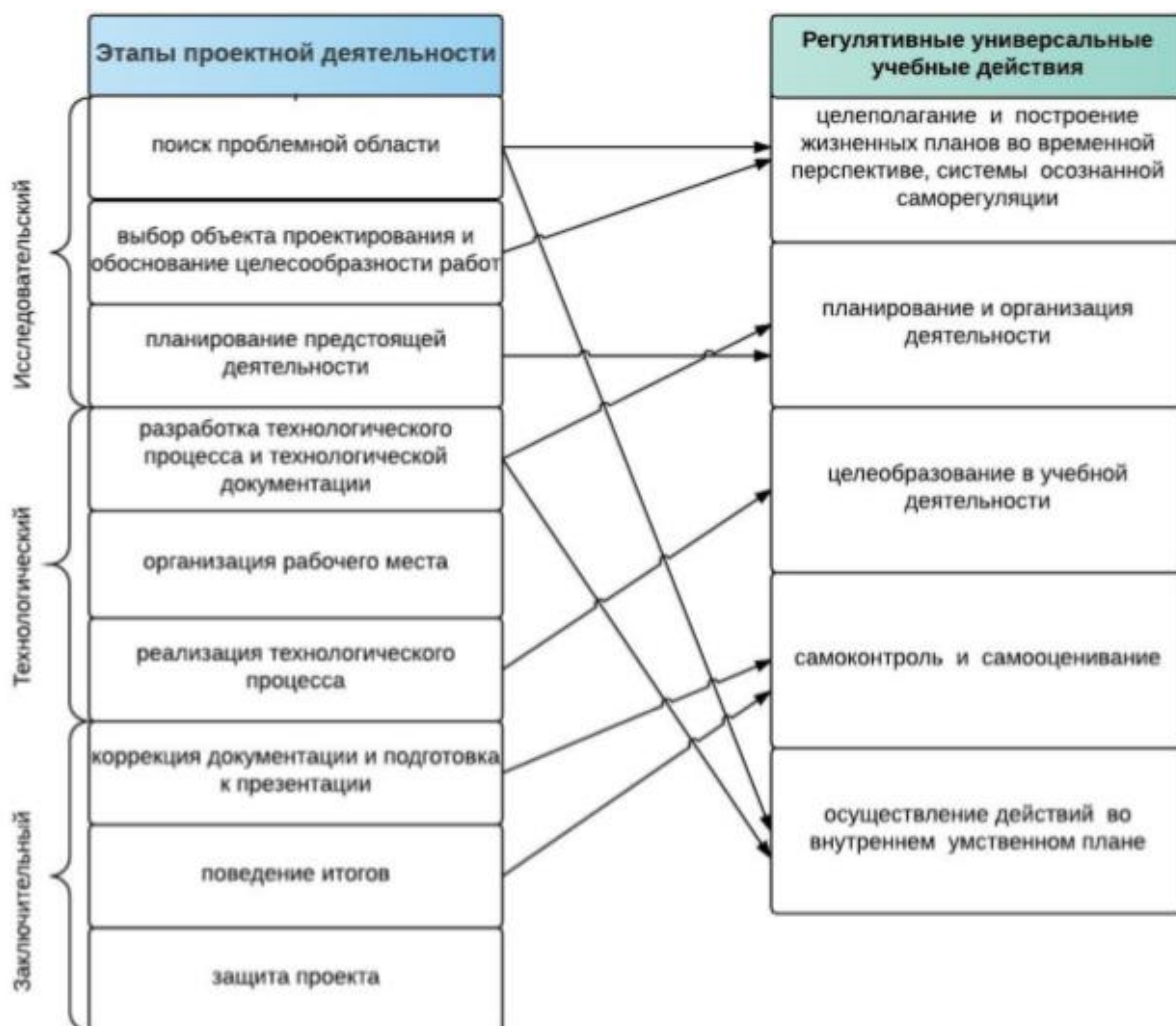 Этапы проектной деятельности
Исследовательский
поиск проблемной области
выбор объекта проектирования и
обоснование целесообразности работ
планирование предстоящей
деятельности
Технологический
разработка технологического
процесса и технологической
документации
организация рабочего места
реализация технологического
процесса
Заключительный
коррекция документации и подготовка
к презентации
поведение итогов
защита проекта
Регулятивные универсальные
учебные действия
целеполагание и построение
жизненных планов во временной
перспективе, системы осознанной
саморегуляции
планирование и организация
деятельности
целеобразование в учебной
деятельности
самоконтроль и самооценивание
осуществление действий во
внутреннем умственном плане